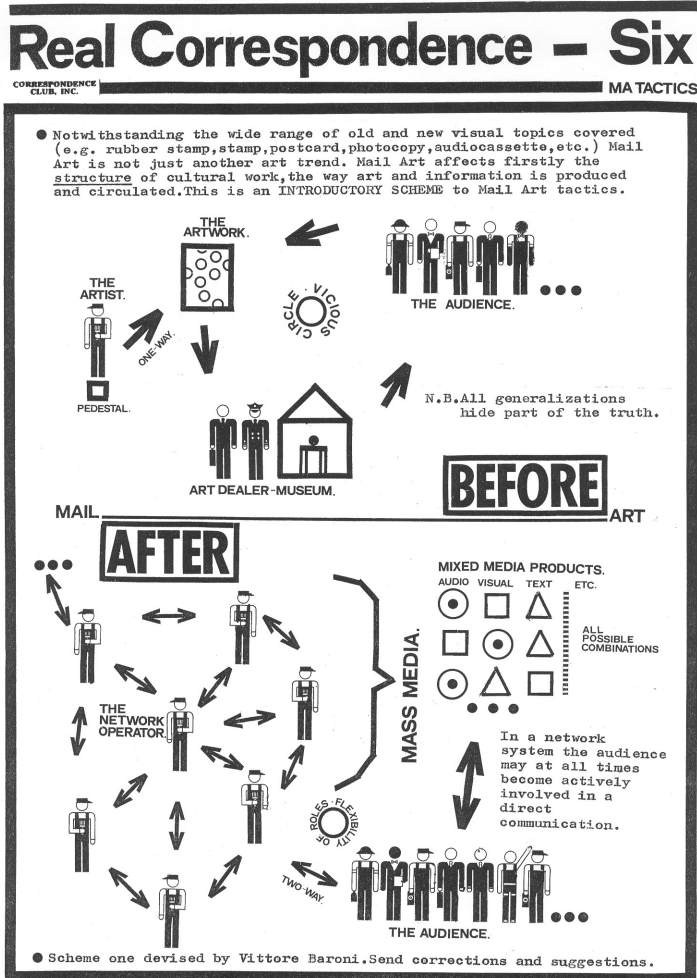 Real Correspondence – Six
CORRESPONDENCE
CLUB, INC.
MA TACTICS
● Notwithstanding the wide range of old and new visual topics covered
(e.g. rubber stamp,stamp,postcard,photocopy,audiocassette,etc.) Mail
Art is not just another art trend. Mail Art affects firstly the
structure of cultural work,the way art and information is produced
and circulated.This is an INTRODUCTORY SCHEME to Mail Art tactics.
THE
ARTWORK.
THE
ARTIST.
ONE-WAY.
PEDESTAL.
VICIOUS CIRCLE ·
THE AUDIENCE.
N.B.All generalizations
hide part of the truth.
ART DEALER-MUSEUM.
BEFORE
MAIL
ART
AFTER
MIXED MEDIA PRODUCTS.
AUDIO VISUAL TEXT ETC.
ALL
POSSIBLE
COMBINATIONS
MASS MEDIA.
THE
NETWORK
OPERATOR.
In a network
system the audience
may at all times
become actively
involved in a
direct
communication.
FLEXIBILITY OF ROLES ·
TWO-WAY.
THE AUDIENCE.
● Scheme one devised by Vittore Baroni.Send corrections and suggestions.